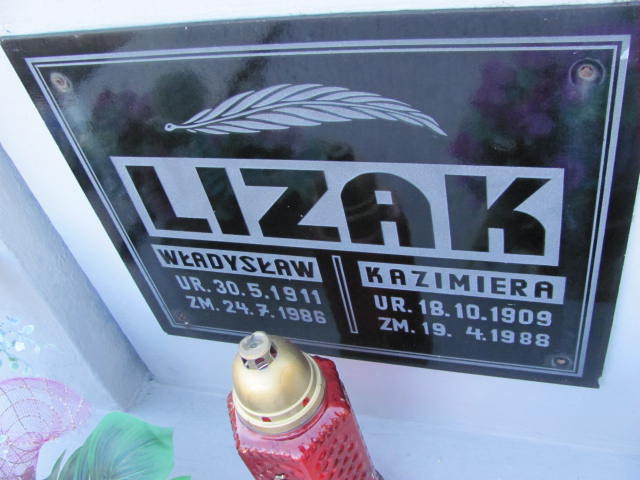 LIZAK
WŁADYSŁAW
UR. 30.5.1911
ZM. 24.7.1986
KAZIMIERA
UR. 18.10.1909
ZM. 19. 4.1988